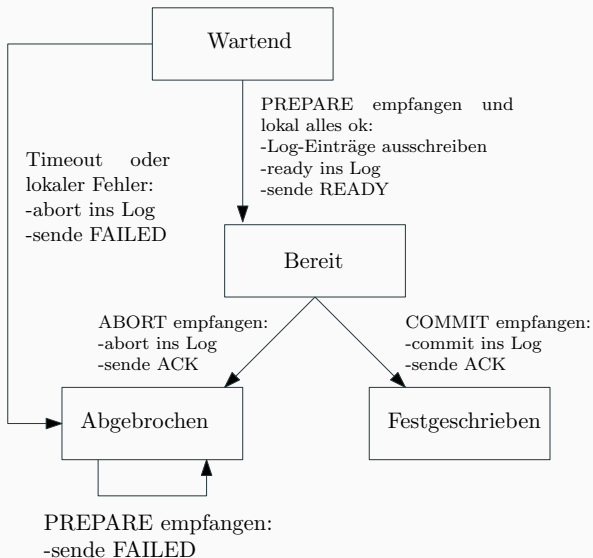 Wartend
PREPARE empfangen und
lokal alles ok:
-Log-Einträge ausschreiben
-ready ins Log
-sende READY
Timeout oder
lokaler Fehler:
-abort ins Log
-sende FAILED
Bereit
ABORT empfangen:
-abort ins Log
-sende ACK
COMMIT empfangen:
-commit ins Log
-sende ACK
Abgebrochen
Festgeschrieben
PREPARE empfangen:
-sende FAILED